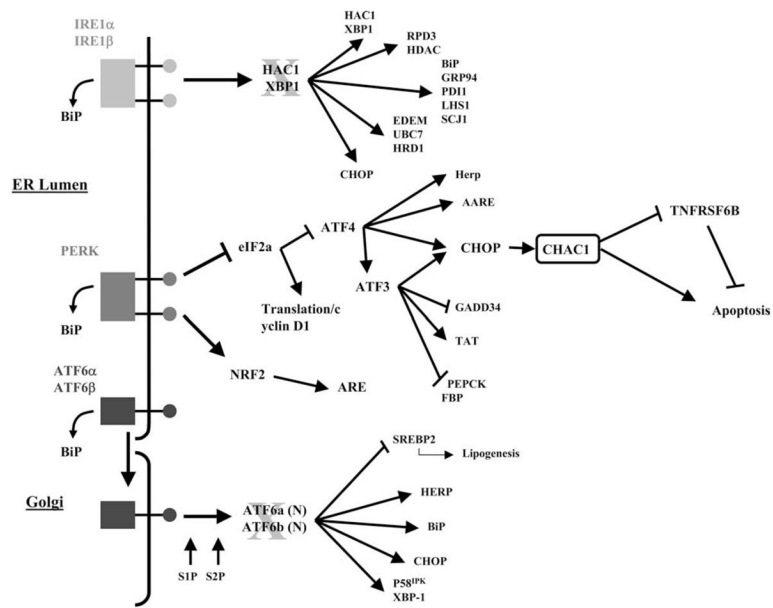 IRE1α
IRE1β
BiP
HAC1
XBP1
X
HAC1
XBP1
RPD3
HDAC
BiP
GRP94
PDI1
LHS1
SCJ1
EDEM
UBC7
HRD1
CHOP
ER Lumen
PERK
BiP
eIF2a
Translation/c
yclin D1
ATF4
Herp
AARE
CHOP
CHAC1
TNFRSF6B
Apoptosis
ATF3
GADD34
TAT
PEPCK
FBP
NRF2
ARE
ATF6α
ATF6β
BiP
Golgi
S1P
S2P
ATF6a (N)
ATF6b (N)
X
SREBP2
Lipogenesis
HERP
BiP
CHOP
P58IPK
XBP-1